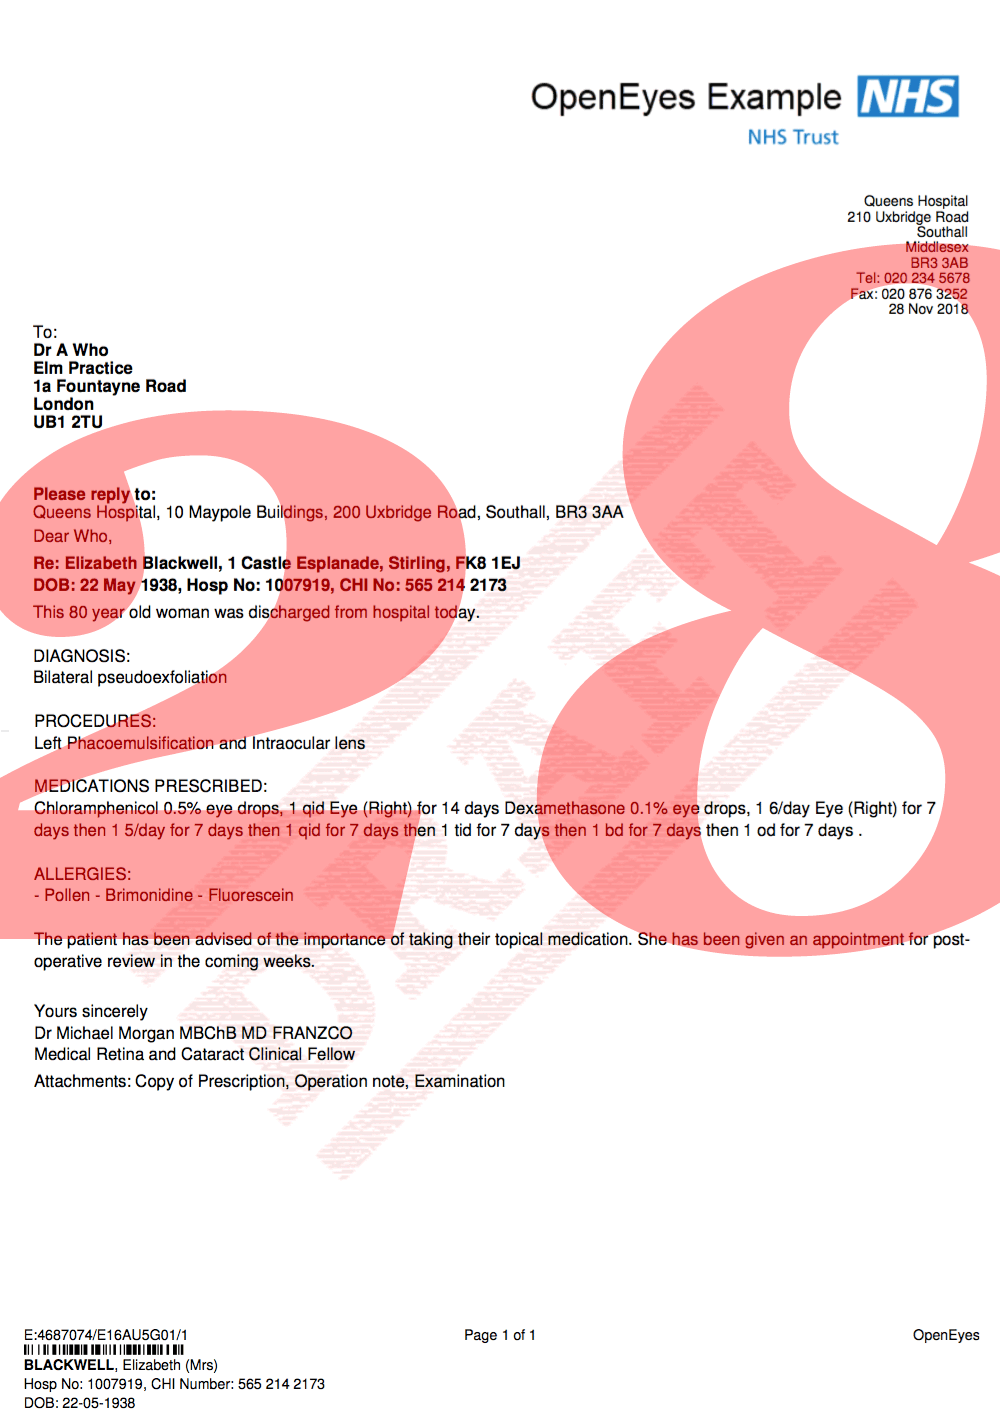 OpenEyes Example NHS
NHS Trust
Queens Hospital
210 Uxbridge Road
Southall
Middlesex
BR3 3AB
Tel: 020 234 5678
Fax: 020 876 3252
28 Nov 2018
To:
Dr A Who
Elm Practice
1a Fountayne Road
London
UB1 2TU
28
DRAFT
Please reply to:
Queens Hospital, 10 Maypole Buildings, 200 Uxbridge Road, Southall, BR3 3AA
Dear Who,
Re: Elizabeth Blackwell, 1 Castle Esplanade, Stirling, FK8 1EJ
DOB: 22 May 1938, Hosp No: 1007919, CHI No: 565 214 2173
This 80 year old woman was discharged from hospital today.
DIAGNOSIS:
Bilateral pseudoexfoliation
PROCEDURES:
Left Phacoemulsification and Intraocular lens
MEDICATIONS PRESCRIBED:
Chloramphenicol 0.5% eye drops, 1 qid Eye (Right) for 14 days Dexamethasone 0.1% eye drops, 1 6/day Eye (Right) for 7
days then 1 5/day for 7 days then 1 qid for 7 days then 1 tid for 7 days then 1 bd for 7 days then 1 od for 7 days .
ALLERGIES:
- Pollen - Brimonidine - Fluorescein
The patient has been advised of the importance of taking their topical medication. She has been given an appointment for post-
operative review in the coming weeks.
Yours sincerely
Dr Michael Morgan MBChB MD FRANZCO
Medical Retina and Cataract Clinical Fellow
Attachments: Copy of Prescription, Operation note, Examination
E:4687074/E16AU5G01/1 Page 1 of 1 OpenEyes
BLACKWELL, Elizabeth (Mrs)
Hosp No: 1007919, CHI Number: 565 214 2173
DOB: 22-05-1938